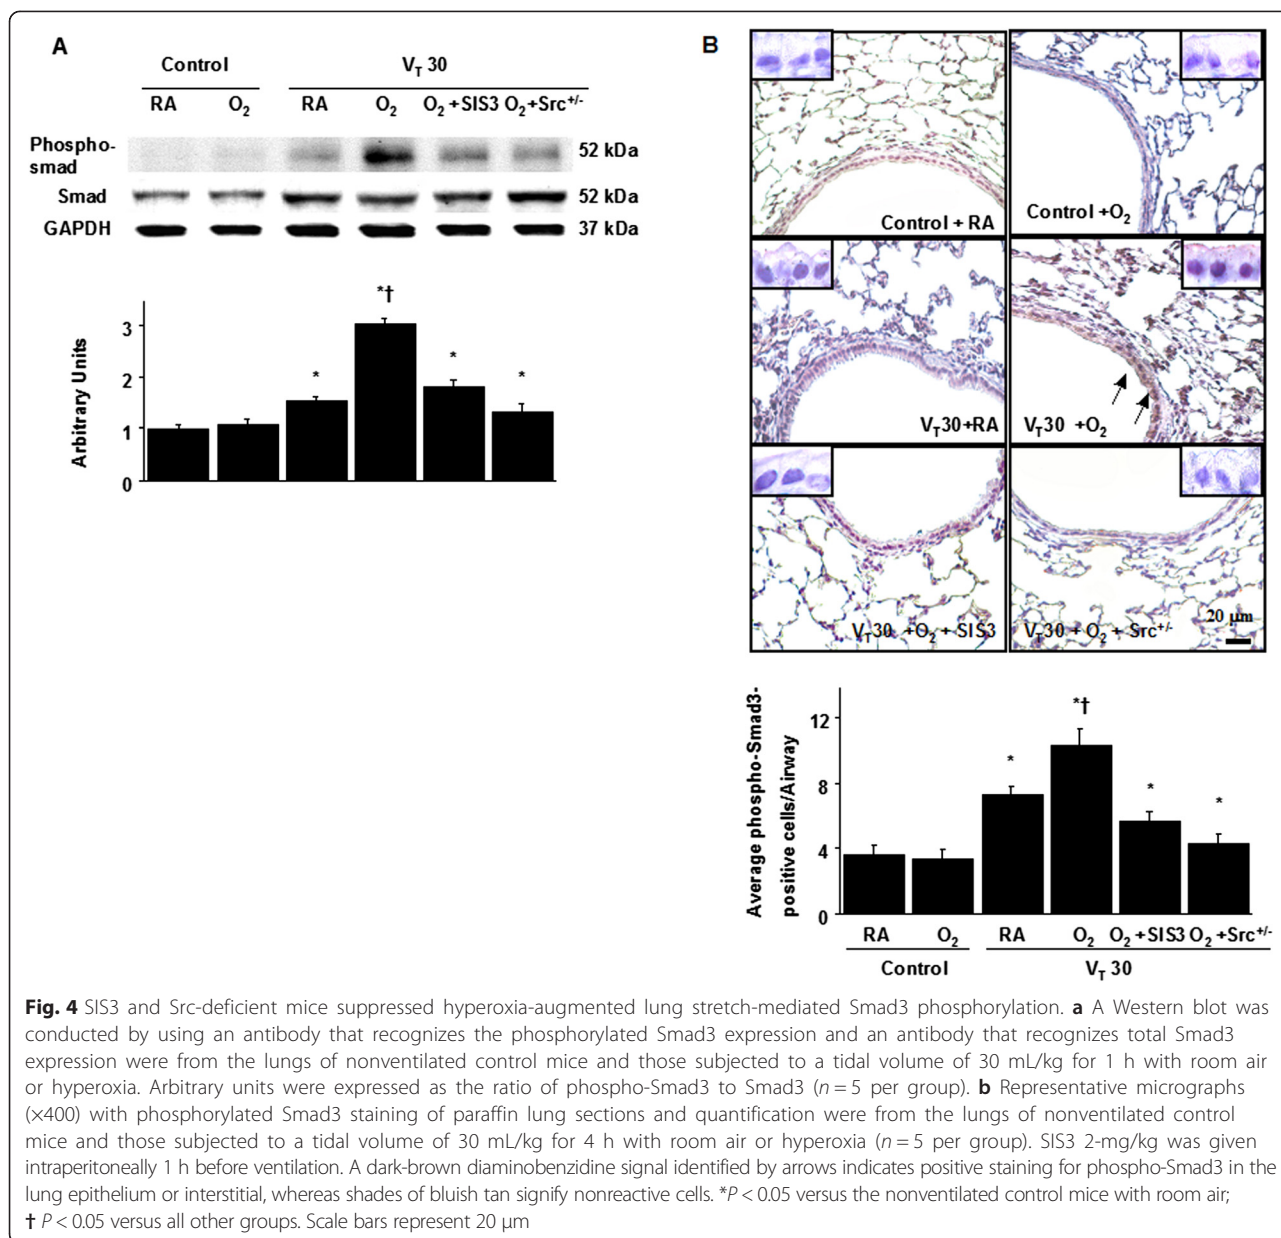 A
Control V_T 30
RA O₂ RA O₂ O₂ +SIS3 O₂+Src⁺/⁻
Phospho-
smad
52 kDa
Smad 52 kDa
GAPDH 37 kDa
Arbitrary Units
3
2
1
0
*
*†
*
*
B
Control + RA
Control +O₂
V_T30+RA
V_T30 +O₂
V_T30 +O₂ + SIS3
V_T30 + O₂ + Src⁺/⁻
20 µm
Average phospho-Smad3-
positive cells/Airway
12
8
4
0
*
*†
*
*
RA O₂ RA O₂ O₂ +SIS3 O₂ +Src⁺/⁻
Control V_T 30
Fig. 4 SIS3 and Src-deficient mice suppressed hyperoxia-augmented lung stretch-mediated Smad3 phosphorylation. a A Western blot was
conducted by using an antibody that recognizes the phosphorylated Smad3 expression and an antibody that recognizes total Smad3
expression were from the lungs of nonventilated control mice and those subjected to a tidal volume of 30 mL/kg for 1 h with room air
or hyperoxia. Arbitrary units were expressed as the ratio of phospho-Smad3 to Smad3 (n = 5 per group). b Representative micrographs
(×400) with phosphorylated Smad3 staining of paraffin lung sections and quantification were from the lungs of nonventilated control
mice and those subjected to a tidal volume of 30 mL/kg for 4 h with room air or hyperoxia (n = 5 per group). SIS3 2-mg/kg was given
intraperitoneally 1 h before ventilation. A dark-brown diaminobenzidine signal identified by arrows indicates positive staining for phospho-Smad3 in the
lung epithelium or interstitial, whereas shades of bluish tan signify nonreactive cells. *P < 0.05 versus the nonventilated control mice with room air;
† P < 0.05 versus all other groups. Scale bars represent 20 µm